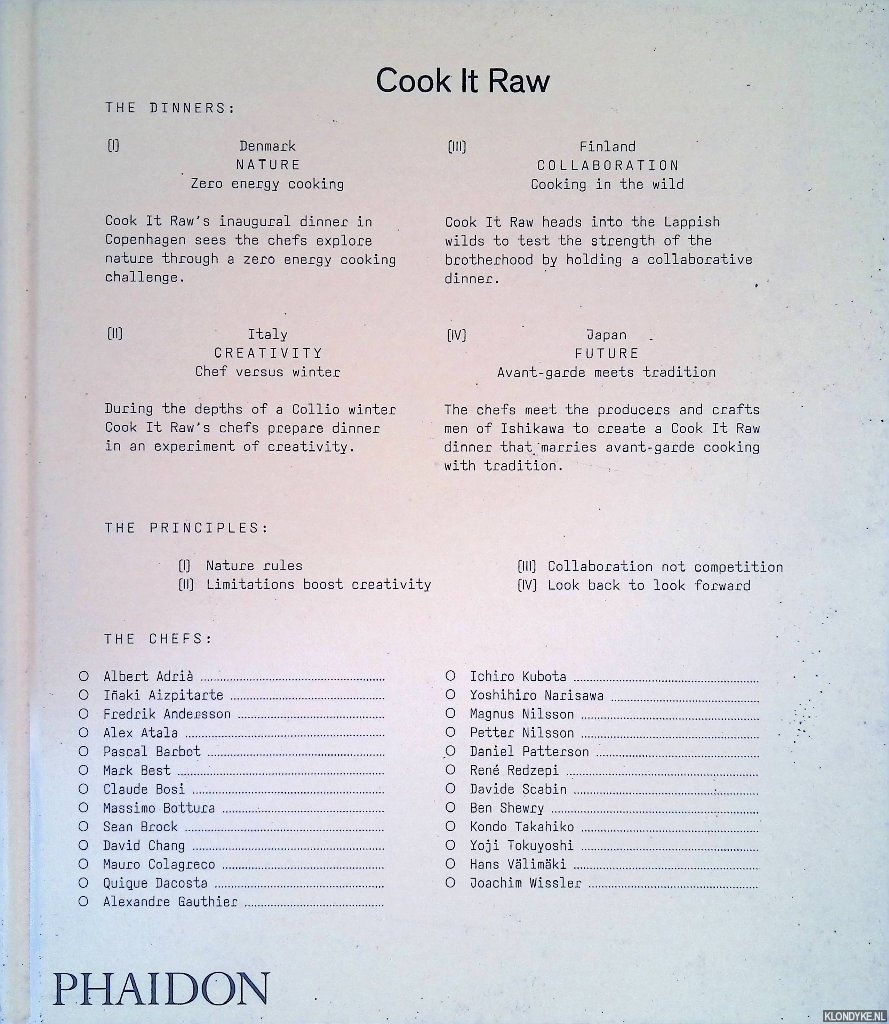 Cook It Raw
THE DINNERS:
(I)
Denmark
NATURE
Zero energy cooking
Cook It Raw's inaugural dinner in
Copenhagen sees the chefs explore
nature through a zero energy cooking
challenge.
(II)
Italy
CREATIVITY
Chef versus winter
During the depths of a Collio winter
Cook It Raw's chefs prepare dinner
in an experiment of creativity.
(III)
Finland
COLLABORATION
Cooking in the wild
Cook It Raw heads into the Lappish
wilds to test the strength of the
brotherhood by holding a collaborative
dinner.
(IV)
Japan
FUTURE
Avant-garde meets tradition
The chefs meet the producers and crafts
men of Ishikawa to create a Cook It Raw
dinner that marries avant-garde cooking
with tradition.
THE PRINCIPLES:
(I) Nature rules
(II) Limitations boost creativity
(III) Collaboration not competition
(IV) Look back to look forward
THE CHEFS:
Albert Adrià
Iñaki Aizpitarte
Fredrik Andersson
Alex Atala
Pascal Barbot
Mark Best
Claude Bosi
Massimo Bottura
Sean Brock
David Chang
Mauro Colagreco
Quique Dacosta
Alexandre Gauthier
Ichiro Kubota
Yoshihiro Narisawa
Magnus Nilsson
Petter Nilsson
Daniel Patterson
René Redzepi
Davide Scabin
Ben Shewry
Kondo Takahiko
Yoji Tokuyoshi
Hans Välimäki
Joachim Wissler
PHAIDON
KLONDYKE.NL